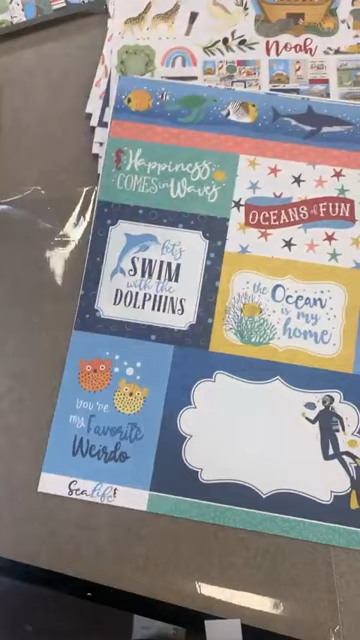 Noah
Happiness
COMES in Waves
OCEANS of FUN
let's
SWIM
with the
DOLPHINS
the Ocean
is my
home
you're
my Favorite
Weirdo
Sea life